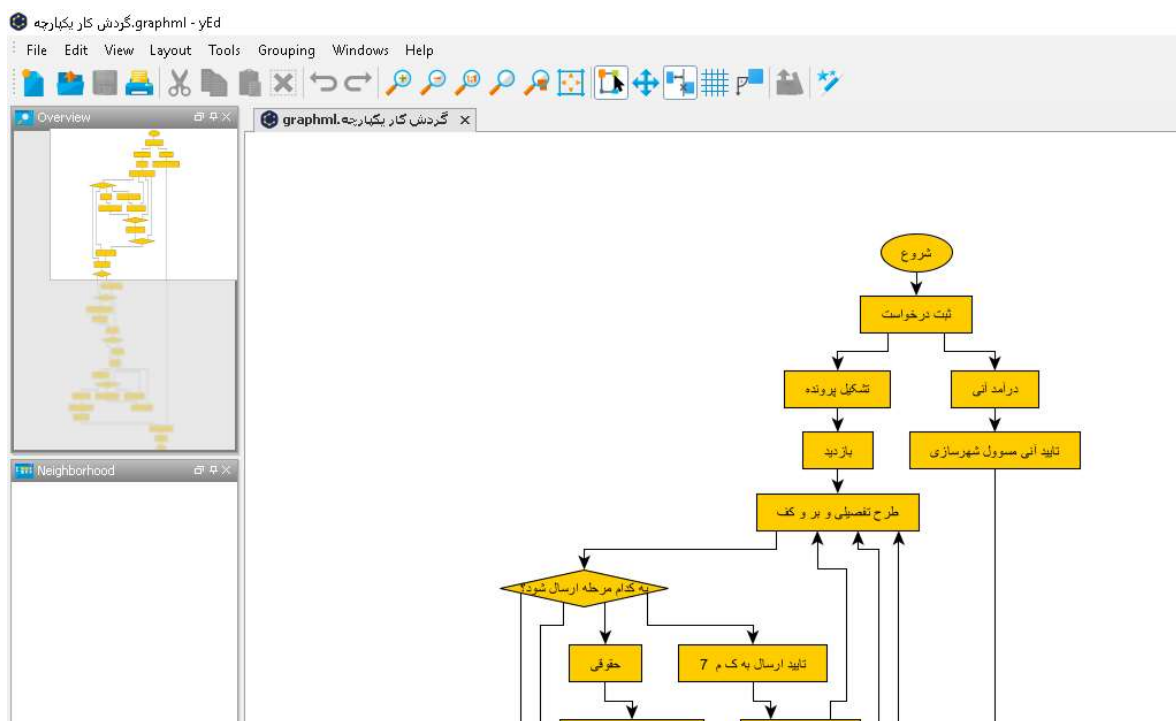 گردش کار یکپارچه.graphml - yEd
File Edit View Layout Tools Grouping Windows Help
Overview
گردش کار یکپارچه.graphml
Neighborhood
شروع
ثبت درخواست
تشکیل پرونده
درآمد آنی
بازدید
تایید آنی مسوول شهرسازی
طرح تفصیلی و بر و کف
به کدام مرحله ارسال شود؟
حقوقی
تایید ارسال به ک م 7